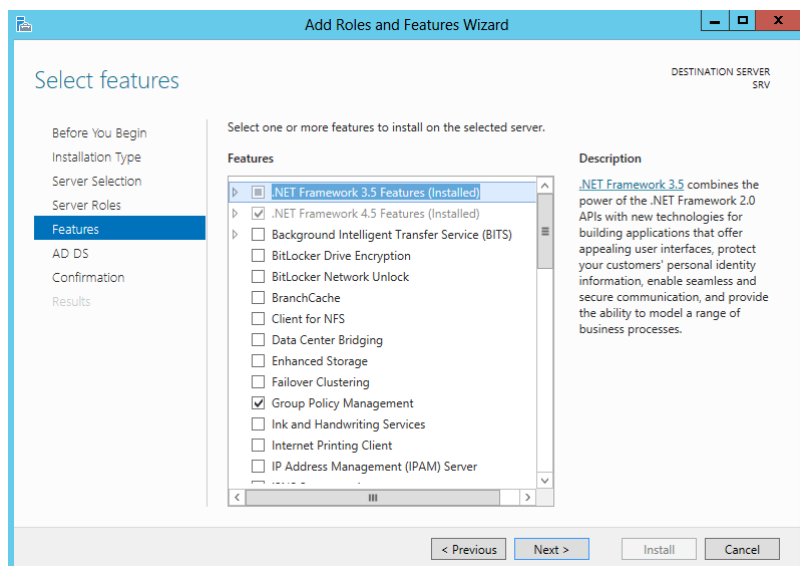 Add Roles and Features Wizard
Select features
DESTINATION SERVER
SRV
Before You Begin
Installation Type
Server Selection
Server Roles
Features
AD DS
Confirmation
Results
Select one or more features to install on the selected server.
Features
.NET Framework 3.5 Features (Installed)
.NET Framework 4.5 Features (Installed)
Background Intelligent Transfer Service (BITS)
BitLocker Drive Encryption
BitLocker Network Unlock
BranchCache
Client for NFS
Data Center Bridging
Enhanced Storage
Failover Clustering
Group Policy Management
Ink and Handwriting Services
Internet Printing Client
IP Address Management (IPAM) Server
Description
.NET Framework 3.5 combines the
power of the .NET Framework 2.0
APIs with new technologies for
building applications that offer
appealing user interfaces, protect
your customers' personal identity
information, enable seamless and
secure communication, and provide
the ability to model a range of
business processes.
< Previous
Next >
Install
Cancel